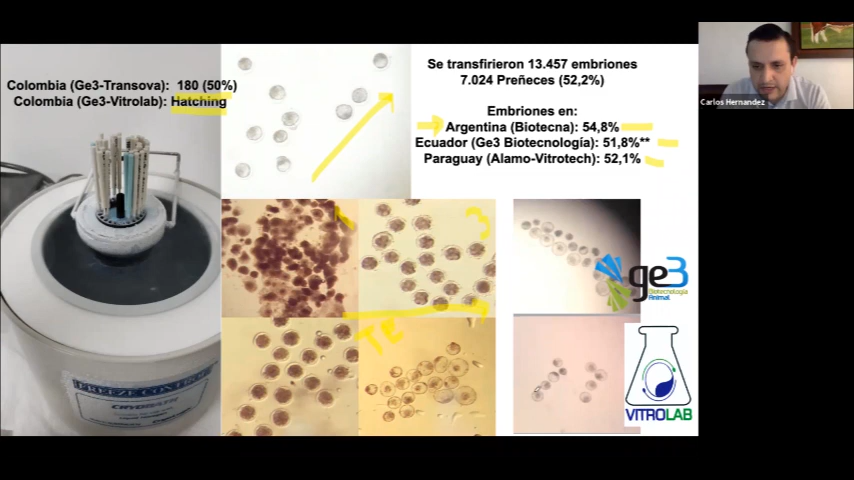 Colombia (Ge3-Transova): 180 (50%)
Colombia (Ge3-Vitrolab): Hatching
Se transfirieron 13.457 embriones
7.024 Preñeces (52,2%)
Embriones en:
Argentina (Biotecna): 54,8%
Ecuador (Ge3 Biotecnología): 51,8%**
Paraguay (Alamo-Vitrotech): 52,1%
Carlos Hernandez
3
TE
ge3
Biotecnología
Animal
VITROLAB
FREEZE CONTROL